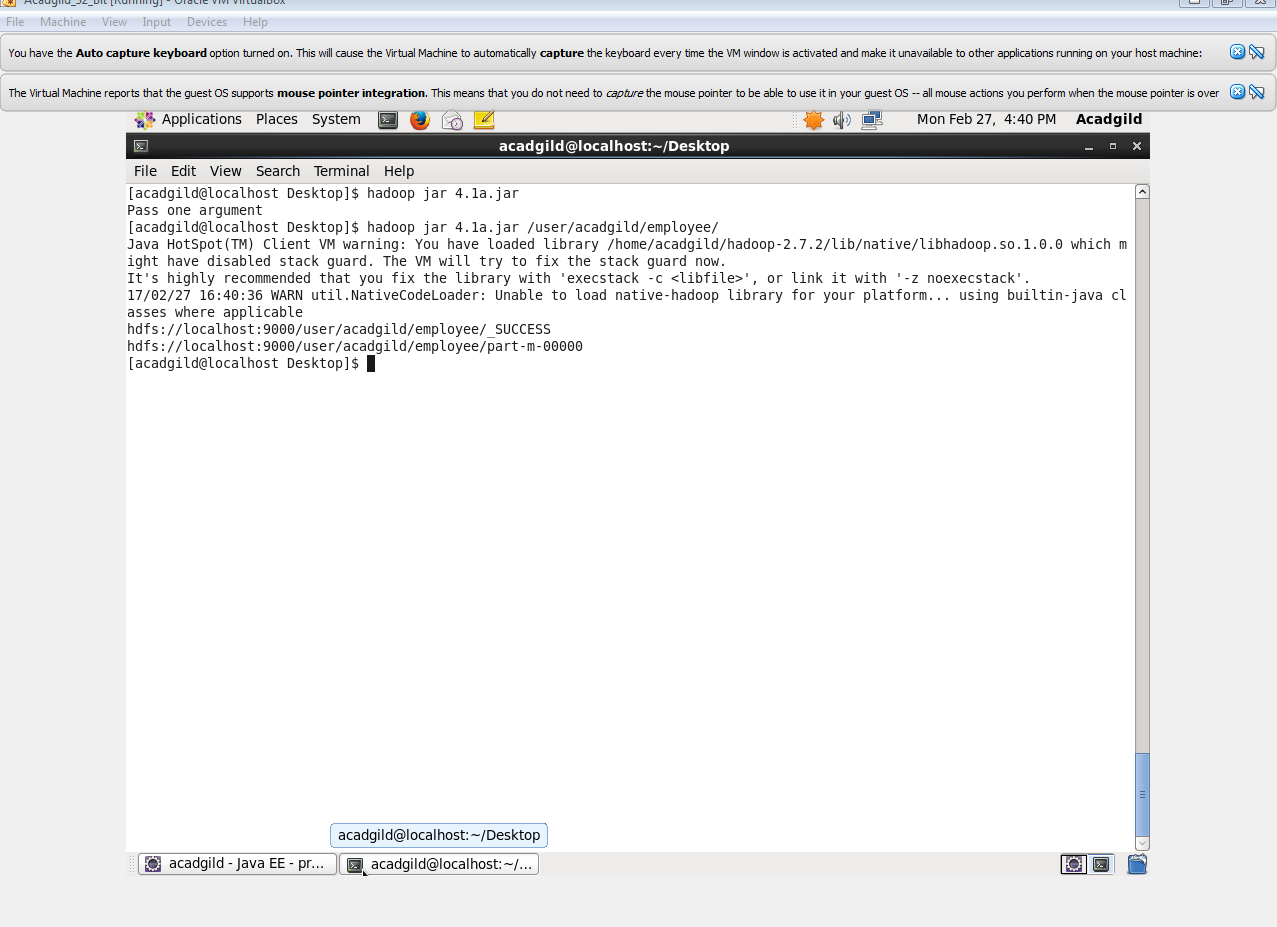 Acadgild_32_Bit [Running] - Oracle VM VirtualBox
File Machine View Input Devices Help
You have the Auto capture keyboard option turned on. This will cause the Virtual Machine to automatically capture the keyboard every time the VM window is activated and make it unavailable to other applications running on your host machine:
The Virtual Machine reports that the guest OS supports mouse pointer integration. This means that you do not need to capture the mouse pointer to be able to use it in your guest OS -- all mouse actions you perform when the mouse pointer is over
Applications Places System Mon Feb 27, 4:40 PM Acadgild
acadgild@localhost:~/Desktop
File Edit View Search Terminal Help
[acadgild@localhost Desktop]$ hadoop jar 4.1a.jar
Pass one argument
[acadgild@localhost Desktop]$ hadoop jar 4.1a.jar /user/acadgild/employee/
Java HotSpot(TM) Client VM warning: You have loaded library /home/acadgild/hadoop-2.7.2/lib/native/libhadoop.so.1.0.0 which m
ight have disabled stack guard. The VM will try to fix the stack guard now.
It's highly recommended that you fix the library with 'execstack -c <libfile>', or link it with '-z noexecstack'.
17/02/27 16:40:36 WARN util.NativeCodeLoader: Unable to load native-hadoop library for your platform... using builtin-java cl
asses where applicable
hdfs://localhost:9000/user/acadgild/employee/_SUCCESS
hdfs://localhost:9000/user/acadgild/employee/part-m-00000
[acadgild@localhost Desktop]$
acadgild@localhost:~/Desktop
acadgild - Java EE - pr... acadgild@localhost:~/...